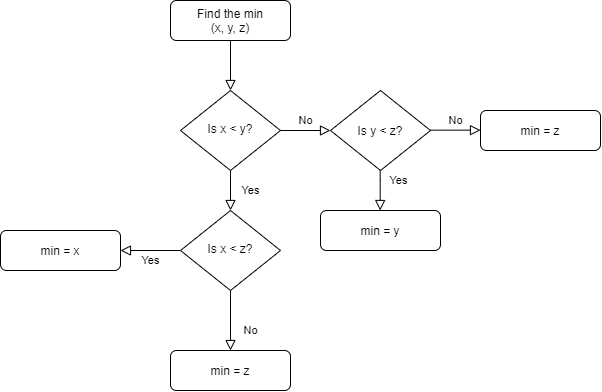 Find the min
(x, y, z)
Is x < y?
No
Is y < z?
No
min = z
Yes
Yes
min = y
Is x < z?
Yes
min = x
No
min = z